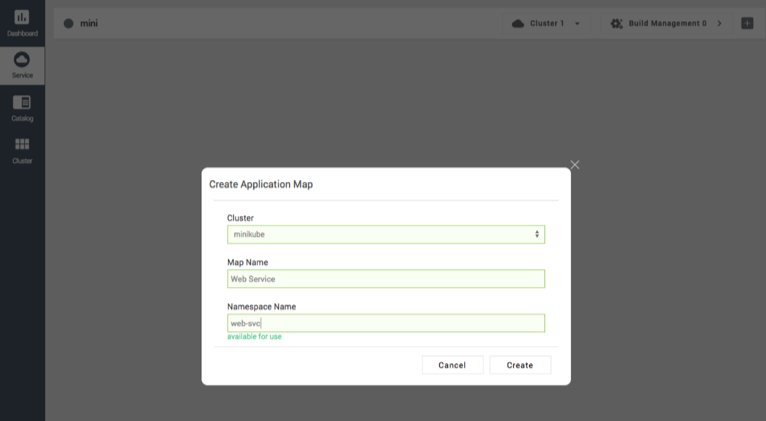 Dashboard
Service
Catalog
Cluster
mini
Cluster 1
Build Management 0
Create Application Map
Cluster
minikube
Map Name
Web Service
Namespace Name
web-svc
available for use
Cancel
Create